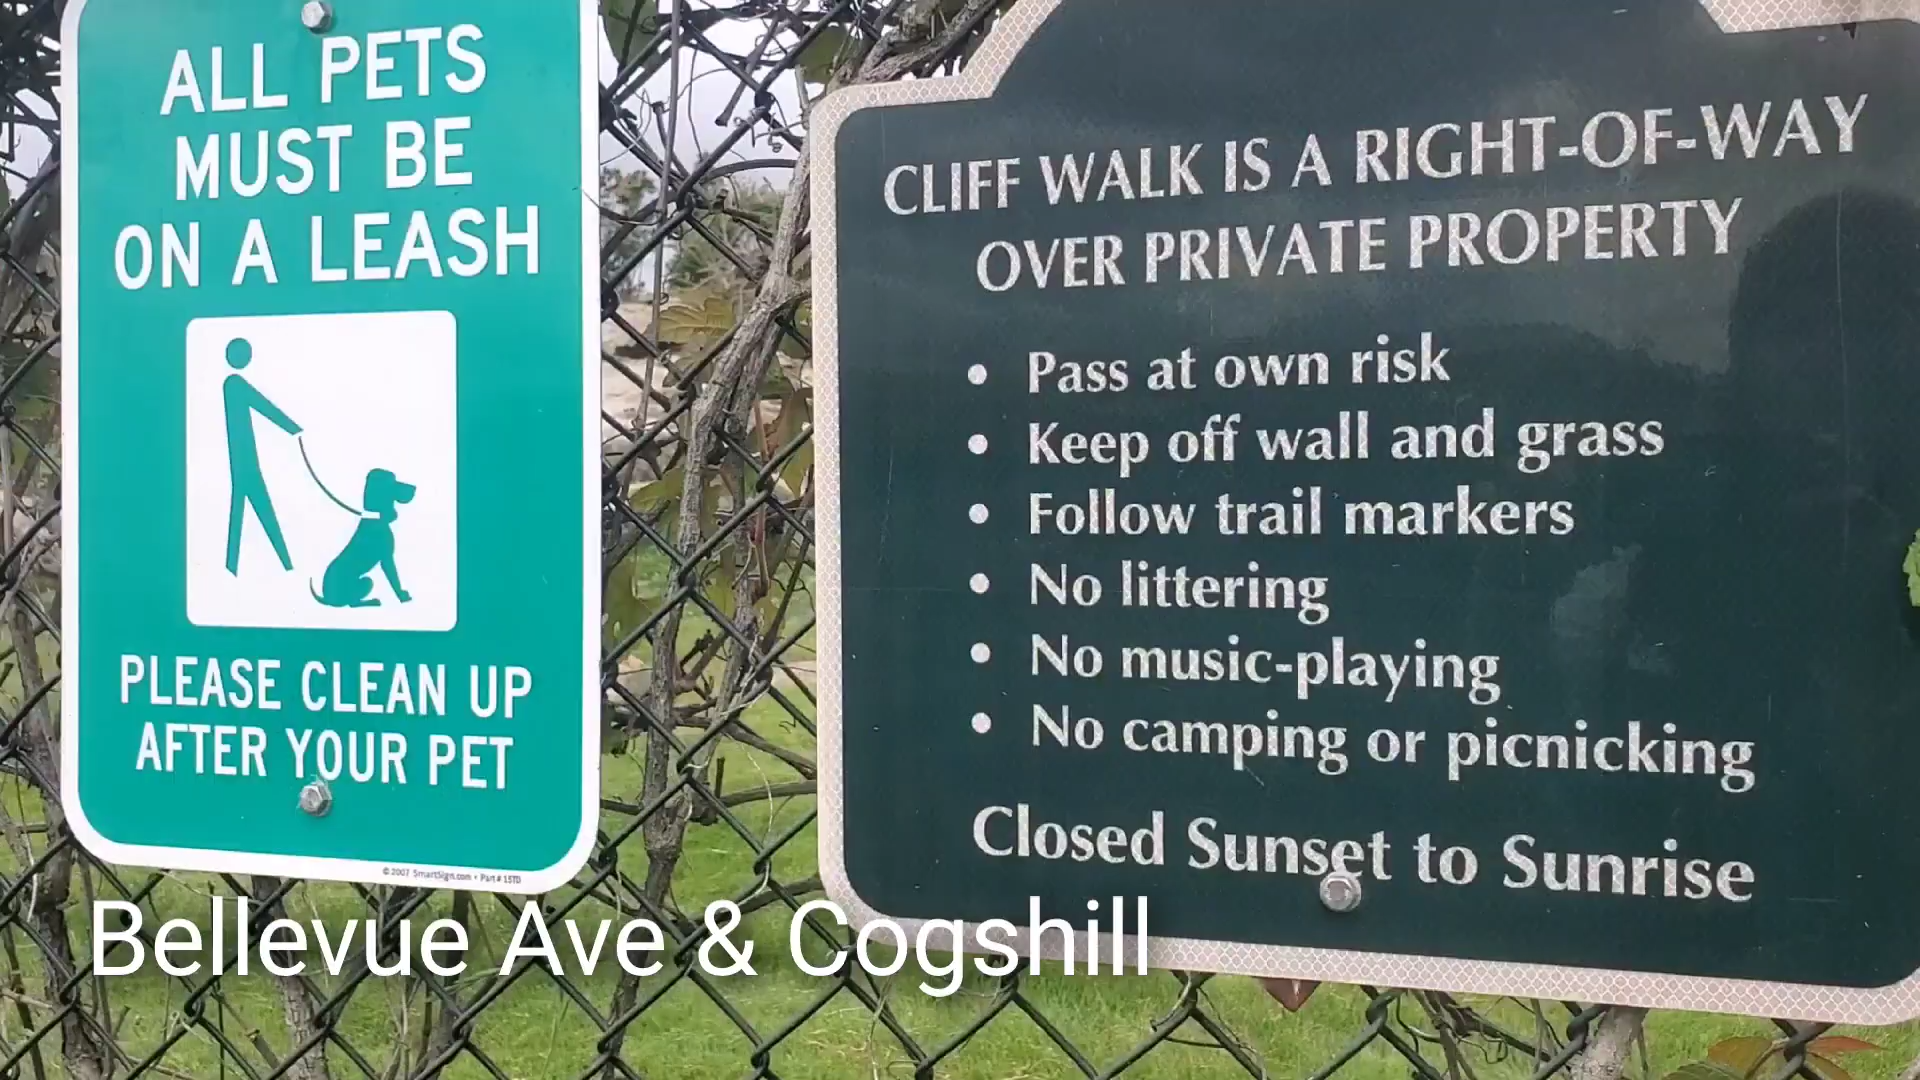 ALL PETS
MUST BE
ON A LEASH
PLEASE CLEAN UP
AFTER YOUR PET
© 2007 SmartSign.com • Part # 15TD
CLIFF WALK IS A RIGHT-OF-WAY
OVER PRIVATE PROPERTY
• Pass at own risk
• Keep off wall and grass
• Follow trail markers
• No littering
• No music-playing
• No camping or picnicking
Closed Sunset to Sunrise
Bellevue Ave & Cogshill